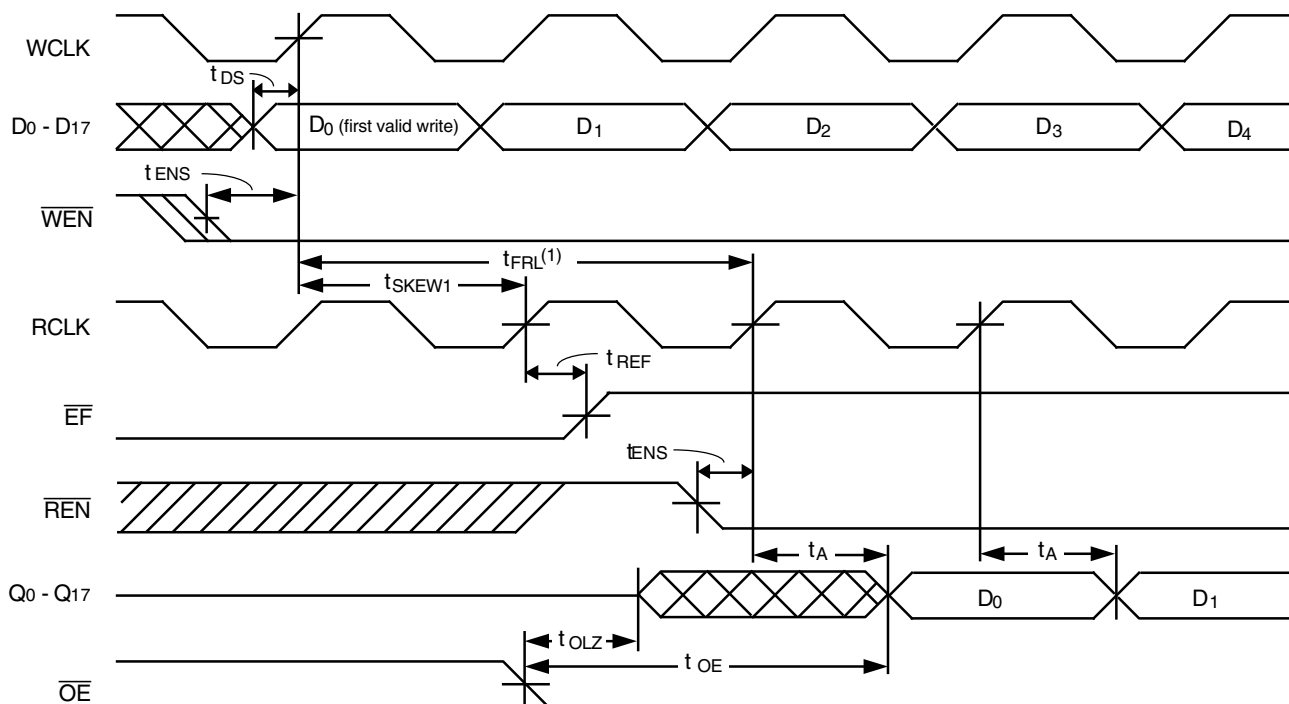 WCLK
tDS
D0 - D17
D0 (first valid write)
D1
D2
D3
D4
tENS
WEN
tFRL(1)
tSKEW1
RCLK
tREF
EF
tENS
REN
tA
tA
Q0 - Q17
D0
D1
tOLZ
tOE
OE